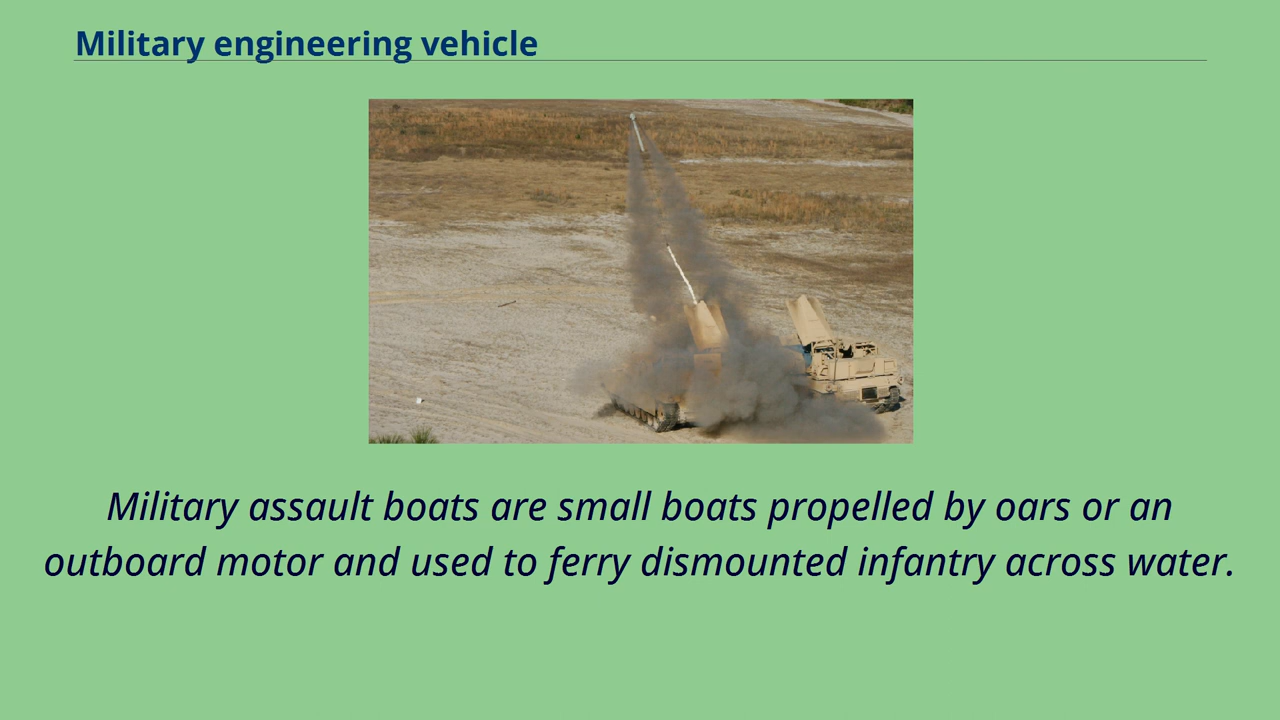 Military engineering vehicle
Military assault boats are small boats propelled by oars or an
outboard motor and used to ferry dismounted infantry across water.